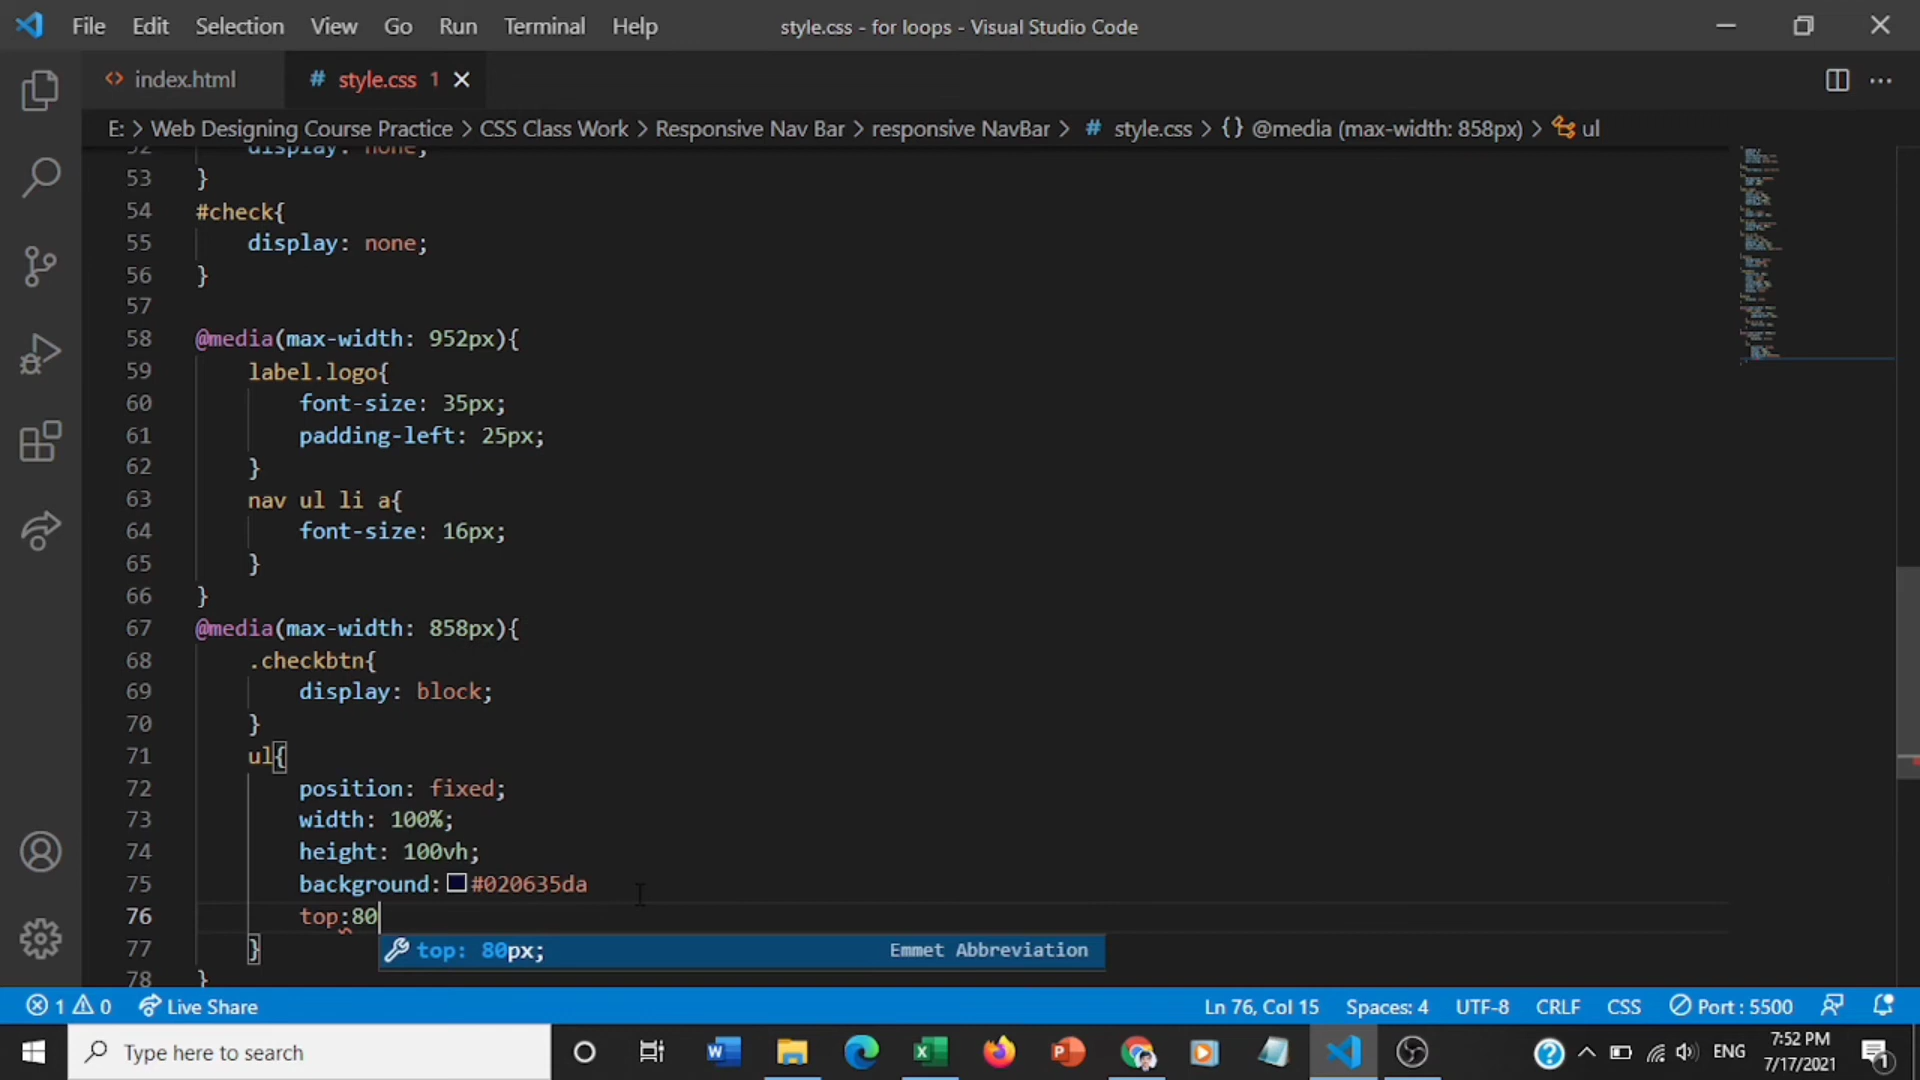 File Edit Selection View Go Run Terminal Help
style.css - for loops - Visual Studio Code
index.html
# style.css 1
E: > Web Designing Course Practice > CSS Class Work > Responsive Nav Bar > responsive NavBar > # style.css > {} @media (max-width: 858px) > ul
52 display: none;
53 }
54 #check{
55 display: none;
56 }
57
58 @media(max-width: 952px){
59 label.logo{
60 font-size: 35px;
61 padding-left: 25px;
62 }
63 nav ul li a{
64 font-size: 16px;
65 }
66 }
67 @media(max-width: 858px){
68 .checkbtn{
69 display: block;
70 }
71 ul{
72 position: fixed;
73 width: 100%;
74 height: 100vh;
75 background: #020635da
76 top:80
77 }
top: 80px; Emmet Abbreviation
78 }
1 0 Live Share
Ln 76, Col 15 Spaces: 4 UTF-8 CRLF CSS Port : 5500
Type here to search
ENG
7:52 PM
7/17/2021
1